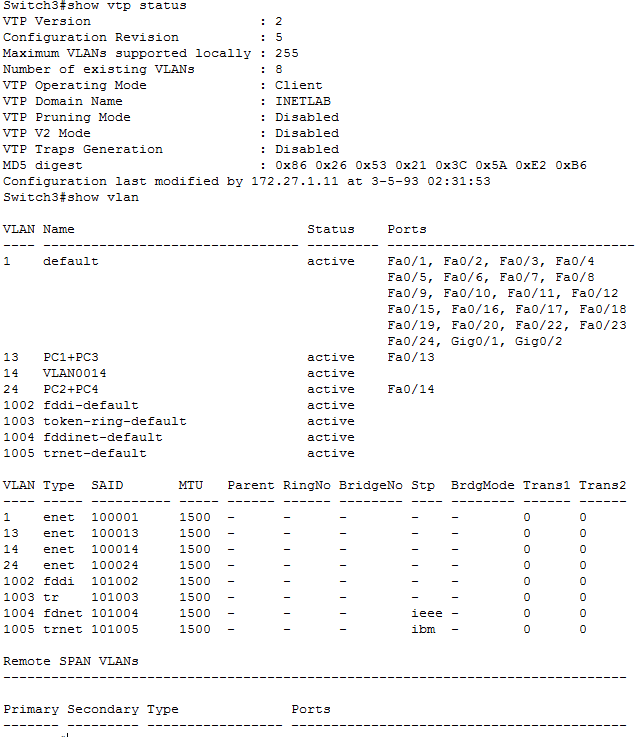 Switch3#show vtp status
VTP Version                     : 2
Configuration Revision          : 5
Maximum VLANs supported locally : 255
Number of existing VLANs        : 8
VTP Operating Mode              : Client
VTP Domain Name                 : INETLAB
VTP Pruning Mode                : Disabled
VTP V2 Mode                     : Disabled
VTP Traps Generation            : Disabled
MD5 digest                      : 0x86 0x26 0x53 0x21 0x3C 0x5A 0xE2 0xB6
Configuration last modified by 172.27.1.11 at 3-5-93 02:31:53
Switch3#show vlan

VLAN Name                             Status    Ports
---- -------------------------------- --------- -------------------------------
1    default                          active    Fa0/1, Fa0/2, Fa0/3, Fa0/4
                                                Fa0/5, Fa0/6, Fa0/7, Fa0/8
                                                Fa0/9, Fa0/10, Fa0/11, Fa0/12
                                                Fa0/15, Fa0/16, Fa0/17, Fa0/18
                                                Fa0/19, Fa0/20, Fa0/22, Fa0/23
                                                Fa0/24, Gig0/1, Gig0/2
13   PC1+PC3                          active    Fa0/13
14   VLAN0014                         active
24   PC2+PC4                          active    Fa0/14
1002 fddi-default                     active
1003 token-ring-default               active
1004 fddinet-default                  active
1005 trnet-default                    active

VLAN Type  SAID       MTU   Parent RingNo BridgeNo Stp  BrdgMode Trans1 Trans2
---- ----- ---------- ----- ------ ------ -------- ---- -------- ------ ------
1    enet  100001     1500  -      -      -        -    -        0      0
13   enet  100013     1500  -      -      -        -    -        0      0
14   enet  100014     1500  -      -      -        -    -        0      0
24   enet  100024     1500  -      -      -        -    -        0      0
1002 fddi  101002     1500  -      -      -        -    -        0      0
1003 tr    101003     1500  -      -      -        -    -        0      0
1004 fdnet 101004     1500  -      -      -        ieee -        0      0
1005 trnet 101005     1500  -      -      -        ibm  -        0      0

Remote SPAN VLANs
------------------------------------------------------------------------------

Primary Secondary Type              Ports
------- --------- ----------------- ------------------------------------------